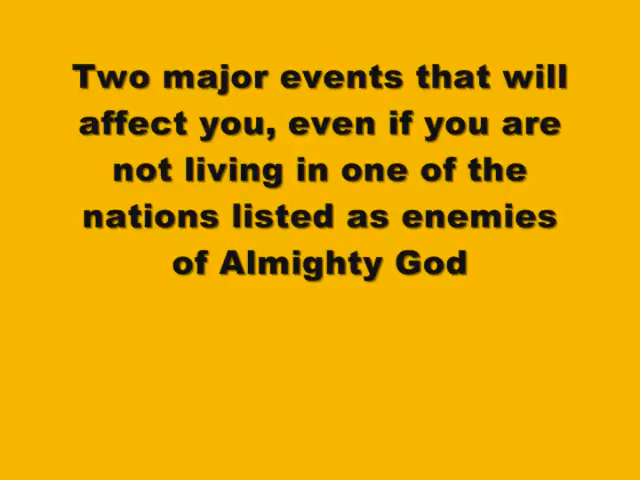 Two major events that will
affect you, even if you are
not living in one of the
nations listed as enemies
of Almighty God